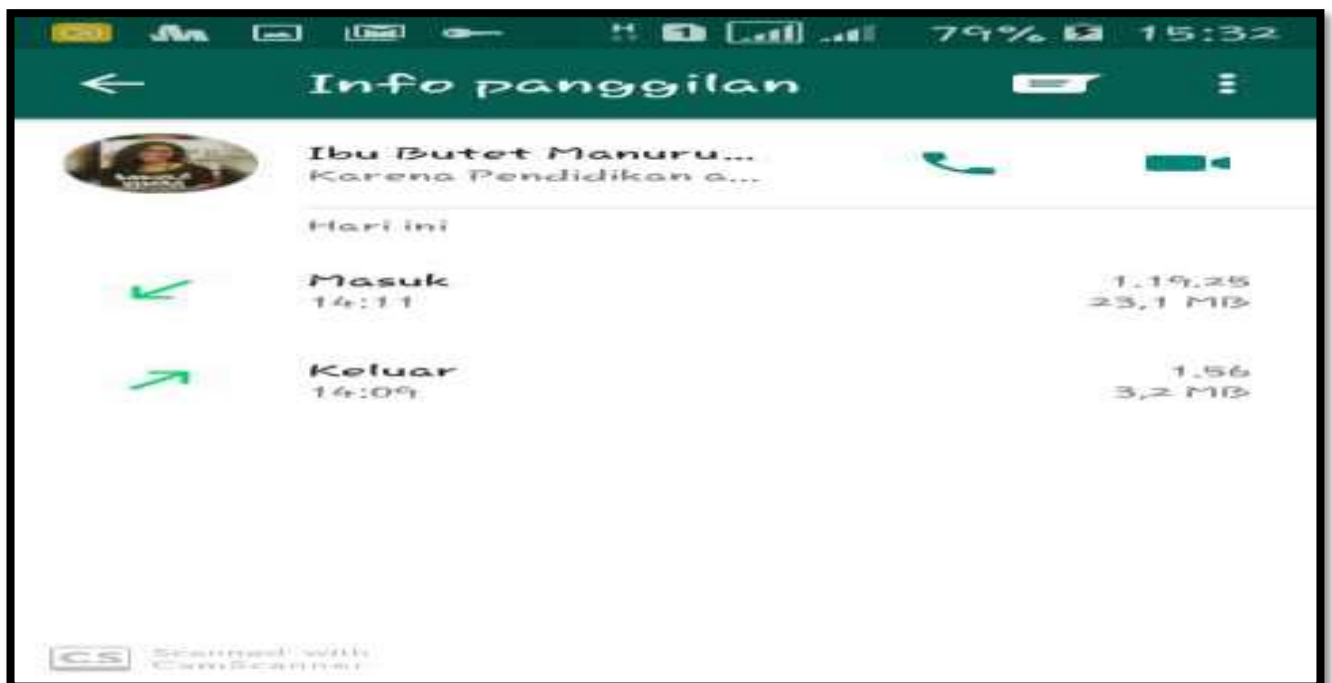 79% 15:32
Info panggilan
Ibu Butet Manuru...
Karena Pendidikan a...
Hari ini
Masuk 1.19.25
14:11 23,1 MB
Keluar 1.56
14:09 3,2 MB
CS Scanned with
CamScanner